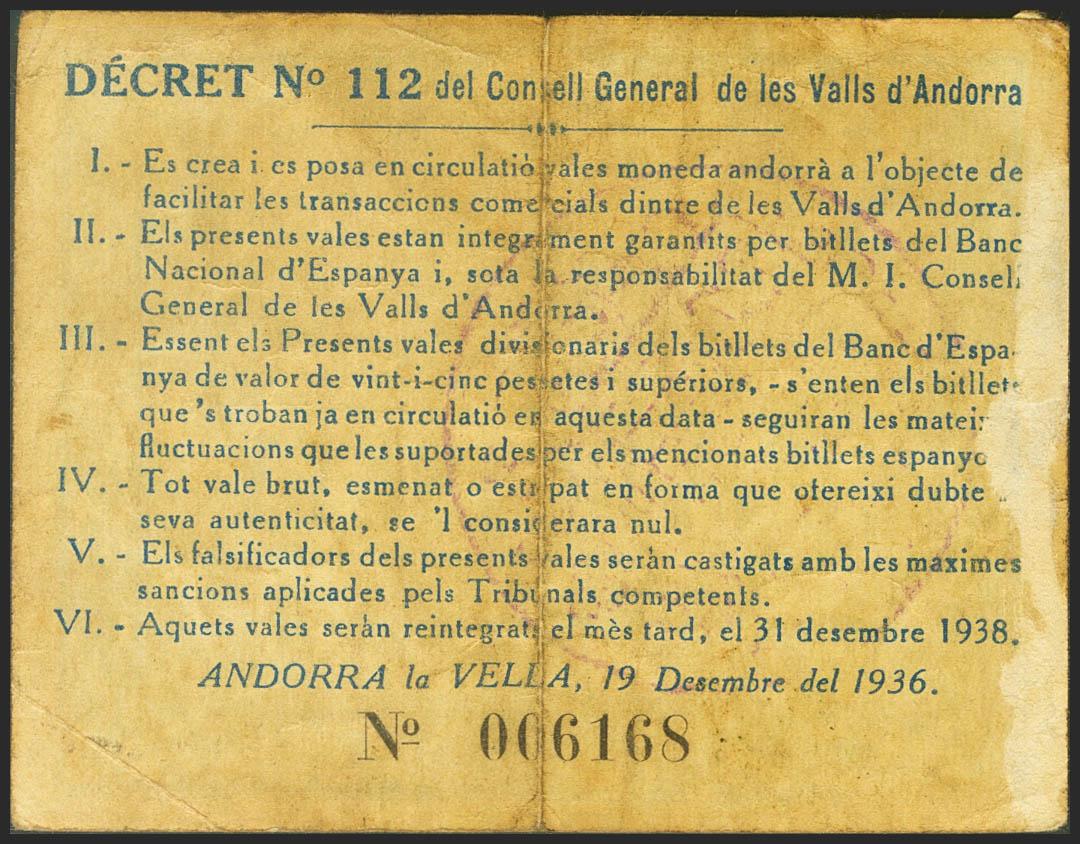 DÉCRET Nº 112 del Consell General de les Valls d'Andorra
I. - Es crea i es posa en circulatiò vales moneda andorrà a l'objecte de
facilitar les transaccions comercials dintre de les Valls d'Andorra.
II. - Els presents vales estan integrament garantits per bitllets del Banc
Nacional d'Espanya i, sota la responsabilitat del M. I. Consell
General de les Valls d'Andorra.
III. - Essent els Presents vales divisionaris dels bitllets del Banc d'Espa-
nya de valor de vint-i-cinc pessetes i supériors, - s'enten els bitllets
que 's troban ja en circulatió en aquesta data - seguiran les mateix
fluctuacions que les suportades per els mencionats bitllets espanyo
IV. - Tot vale brut, esmenat o estripat en forma que ofereixi dubte
seva autenticitat, se 'l considerara nul.
V. - Els falsificadors dels presents vales seràn castigats amb les màximes
sancions aplicades pels Tribunals competents.
VI. - Aquets vales seràn reintegrats el mès tard, el 31 desembre 1938.
ANDORRA la VELLA, 19 Desembre del 1936.
Nº 006168